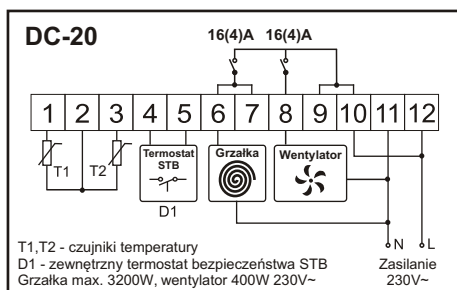 DC-20
16(4)A 16(4)A
1 2 3 4 5 6 7 8 9 10 11 12
T1 T2
Termostat
STB
Grzałka
Wentylator
D1
N L
T1,T2 - czujniki temperatury
D1 - zewnętrzny termostat bezpieczeństwa STB
Grzałka max. 3200W, wentylator 400W 230V~
Zasilanie
230V~